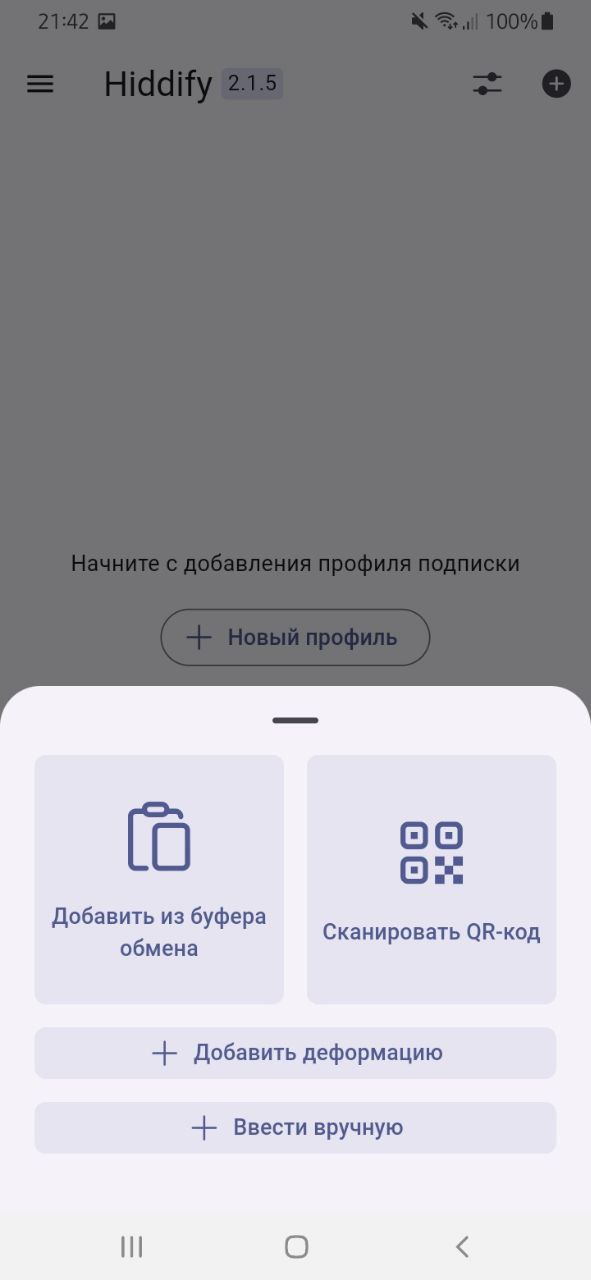 21:42 100%
Hiddify 2.1.5
Начните с добавления профиля подписки
Новый профиль
Добавить из буфера
обмена
Сканировать QR-код
Добавить деформацию
Ввести вручную